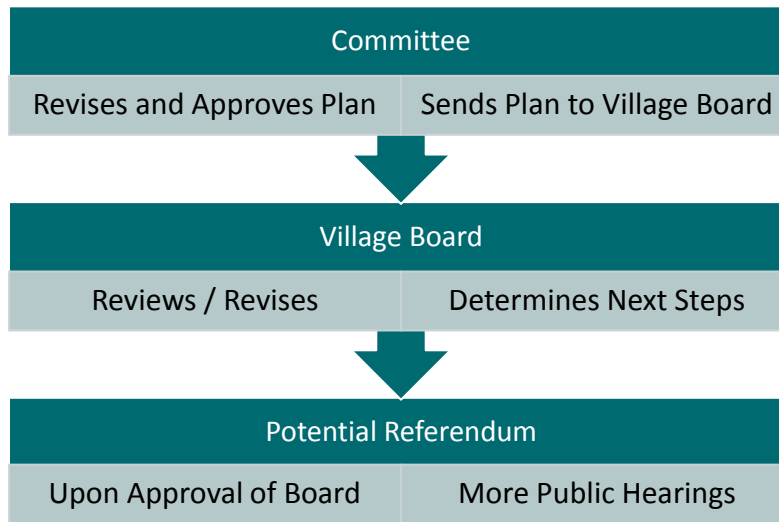 Committee
Revises and Approves Plan
Sends Plan to Village Board
Village Board
Reviews / Revises
Determines Next Steps
Potential Referendum
Upon Approval of Board
More Public Hearings